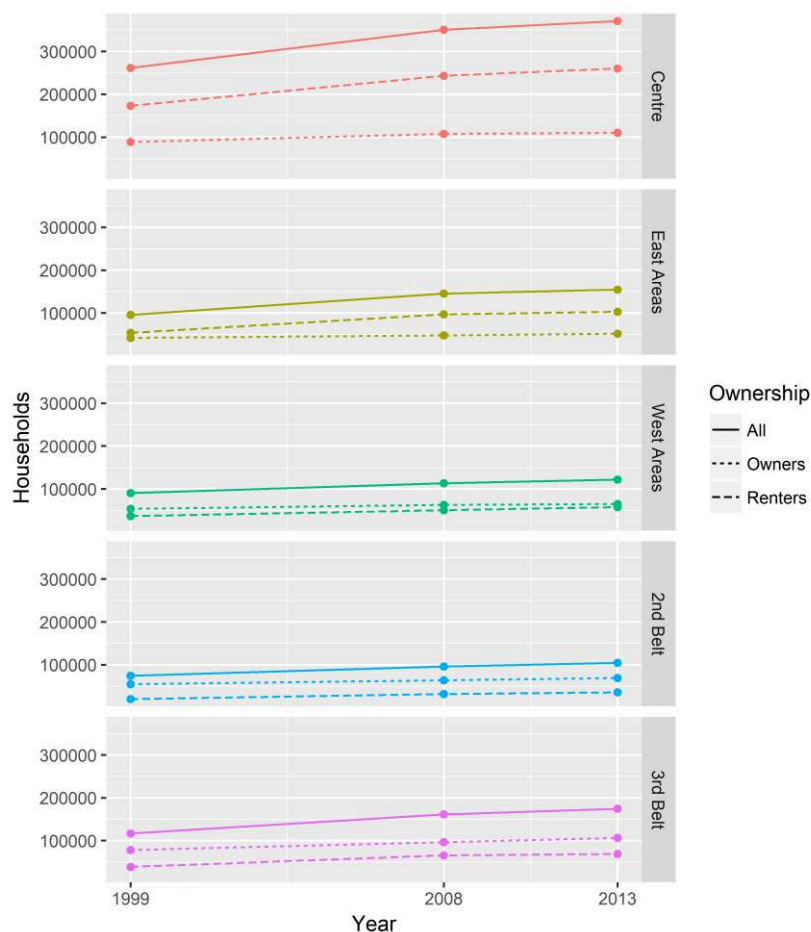 300000
200000
100000
Centre
300000
200000
100000
East Areas
300000
200000
100000
West Areas
300000
200000
100000
2nd Belt
300000
200000
100000
3rd Belt
Households
1999
2008
2013
Year
Ownership
All
Owners
Renters